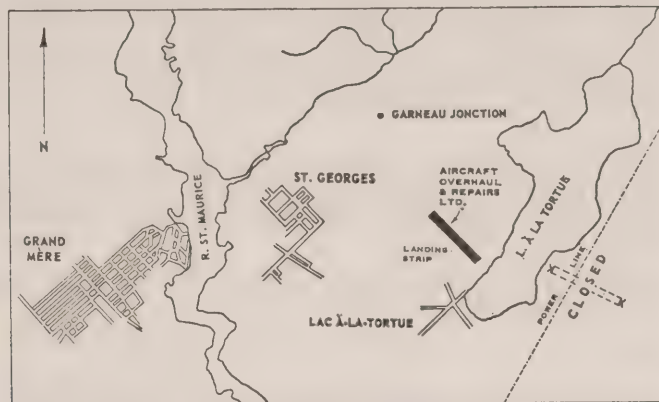 N
GARNEAU JONCTION
ST. GEORGES
AIRCRAFT
OVERHAUL
& REPAIRS
LTD.
R. ST. MAURICE
L. À LA TORTUE
GRAND
MÈRE
LANDING
STRIP
POWER LINE
CLOSED
X
X
LAC À-LA-TORTUE